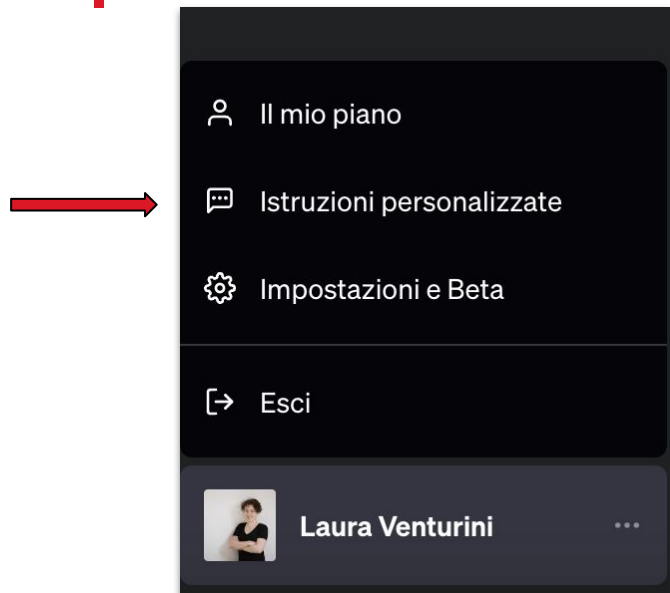 Il mio piano
Istruzioni personalizzate
Impostazioni e Beta
Esci
Laura Venturini